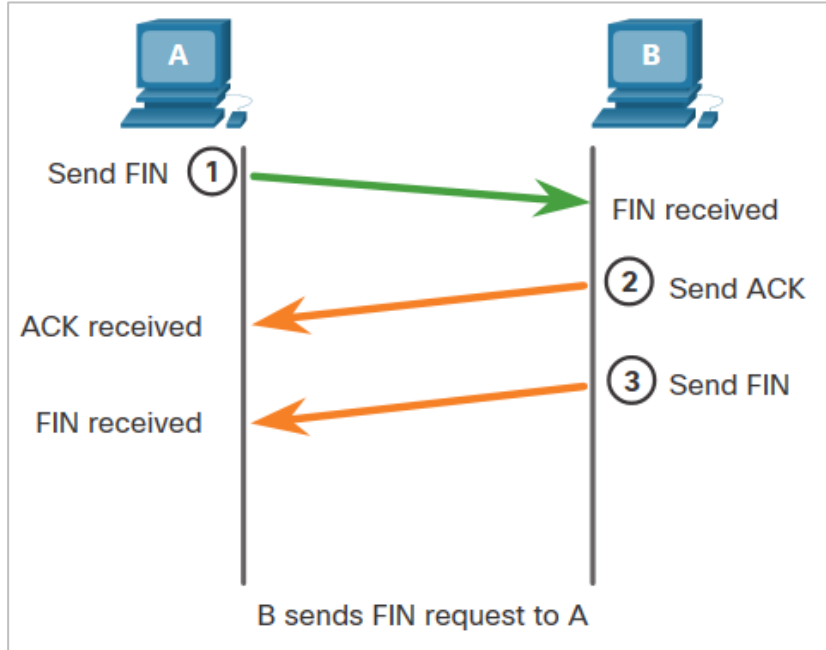 A
B
Send FIN 1
FIN received
2 Send ACK
ACK received
3 Send FIN
FIN received
B sends FIN request to A